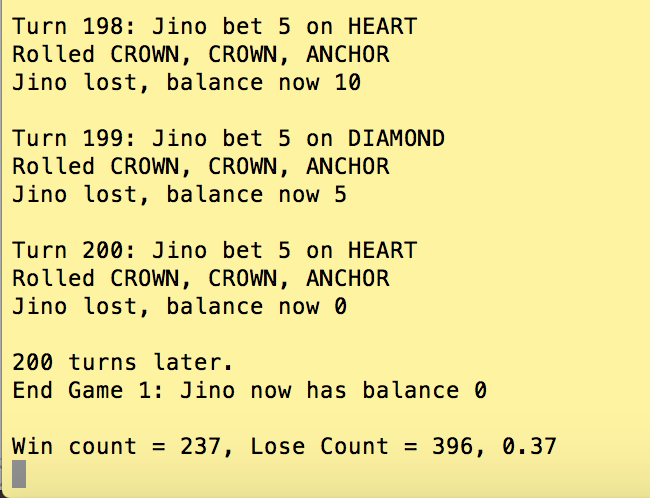 Turn 198: Jino bet 5 on HEART
Rolled CROWN, CROWN, ANCHOR
Jino lost, balance now 10
Turn 199: Jino bet 5 on DIAMOND
Rolled CROWN, CROWN, ANCHOR
Jino lost, balance now 5
Turn 200: Jino bet 5 on HEART
Rolled CROWN, CROWN, ANCHOR
Jino lost, balance now 0
200 turns later.
End Game 1: Jino now has balance 0
Win count = 237, Lose Count = 396, 0.37